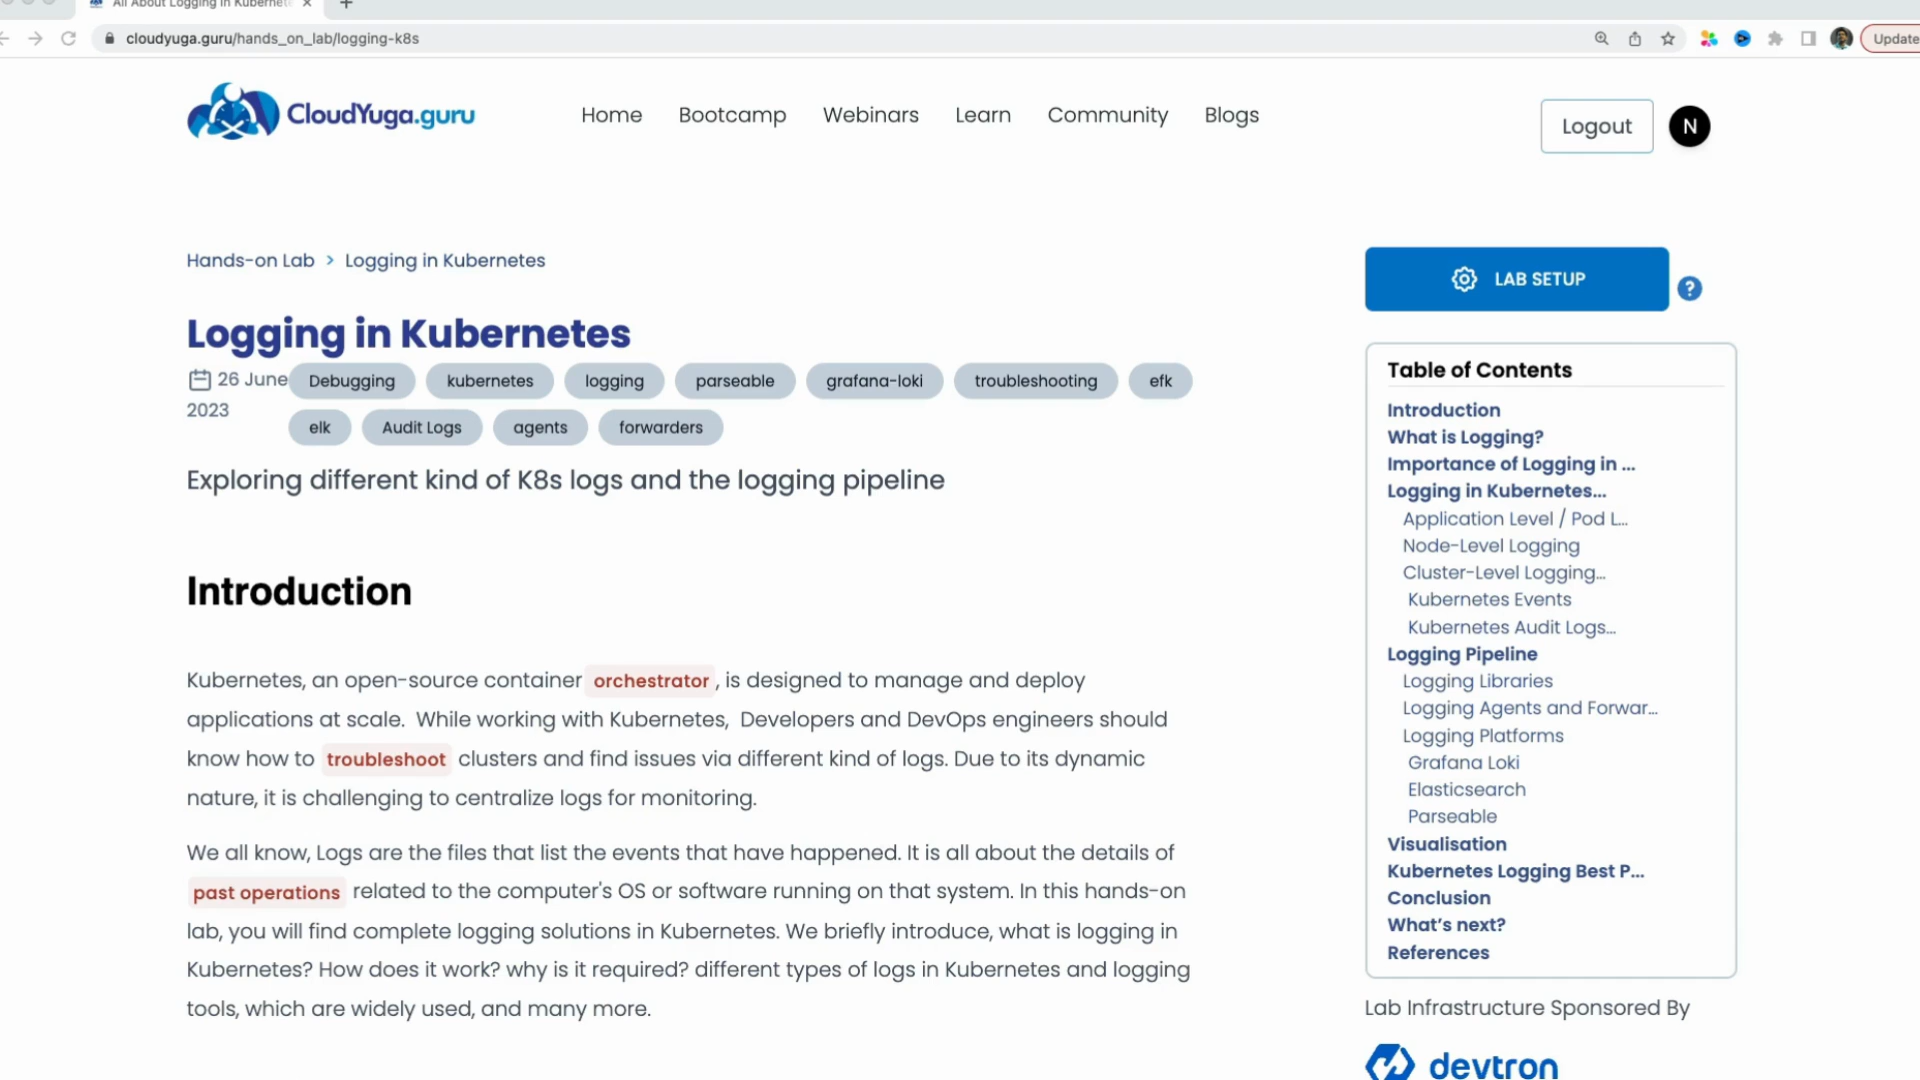 All About Logging in Kubernet
cloudyuga.guru/hands_on_lab/logging-k8s
Update
CloudYuga.guru
Home
Bootcamp
Webinars
Learn
Community
Blogs
Logout
N
Hands-on Lab > Logging in Kubernetes
LAB SETUP
?
Logging in Kubernetes
26 June
2023
Debugging
kubernetes
logging
parseable
grafana-loki
troubleshooting
efk
elk
Audit Logs
agents
forwarders
Exploring different kind of K8s logs and the logging pipeline
Introduction
Kubernetes, an open-source container orchestrator , is designed to manage and deploy
applications at scale. While working with Kubernetes, Developers and DevOps engineers should
know how to troubleshoot clusters and find issues via different kind of logs. Due to its dynamic
nature, it is challenging to centralize logs for monitoring.
We all know, Logs are the files that list the events that have happened. It is all about the details of
past operations related to the computer's OS or software running on that system. In this hands-on
lab, you will find complete logging solutions in Kubernetes. We briefly introduce, what is logging in
Kubernetes? How does it work? why is it required? different types of logs in Kubernetes and logging
tools, which are widely used, and many more.
Table of Contents
Introduction
What is Logging?
Importance of Logging in ...
Logging in Kubernetes...
Application Level / Pod L...
Node-Level Logging
Cluster-Level Logging...
Kubernetes Events
Kubernetes Audit Logs...
Logging Pipeline
Logging Libraries
Logging Agents and Forwar...
Logging Platforms
Grafana Loki
Elasticsearch
Parseable
Visualisation
Kubernetes Logging Best P...
Conclusion
What's next?
References
Lab Infrastructure Sponsored By
devtron